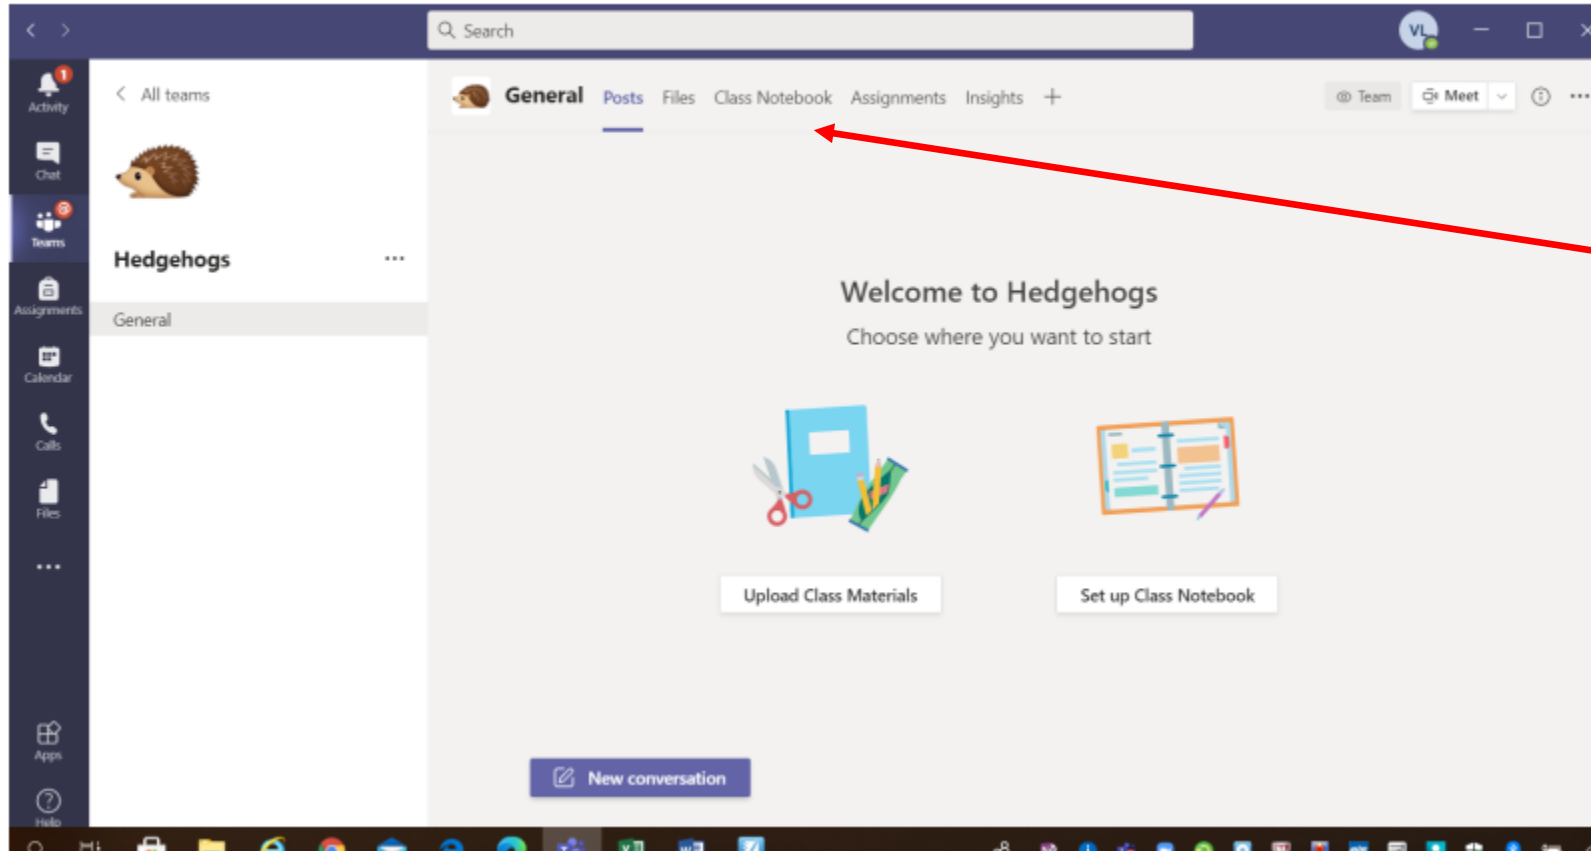 Search
VL
1
Activity
Chat
Teams
Assignments
Calendar
Calls
Files
Apps
Help
All teams
Hedgehogs
General
General Posts Files Class Notebook Assignments Insights
Team Meet
Welcome to Hedgehogs
Choose where you want to start
Upload Class Materials Set up Class Notebook
New conversation